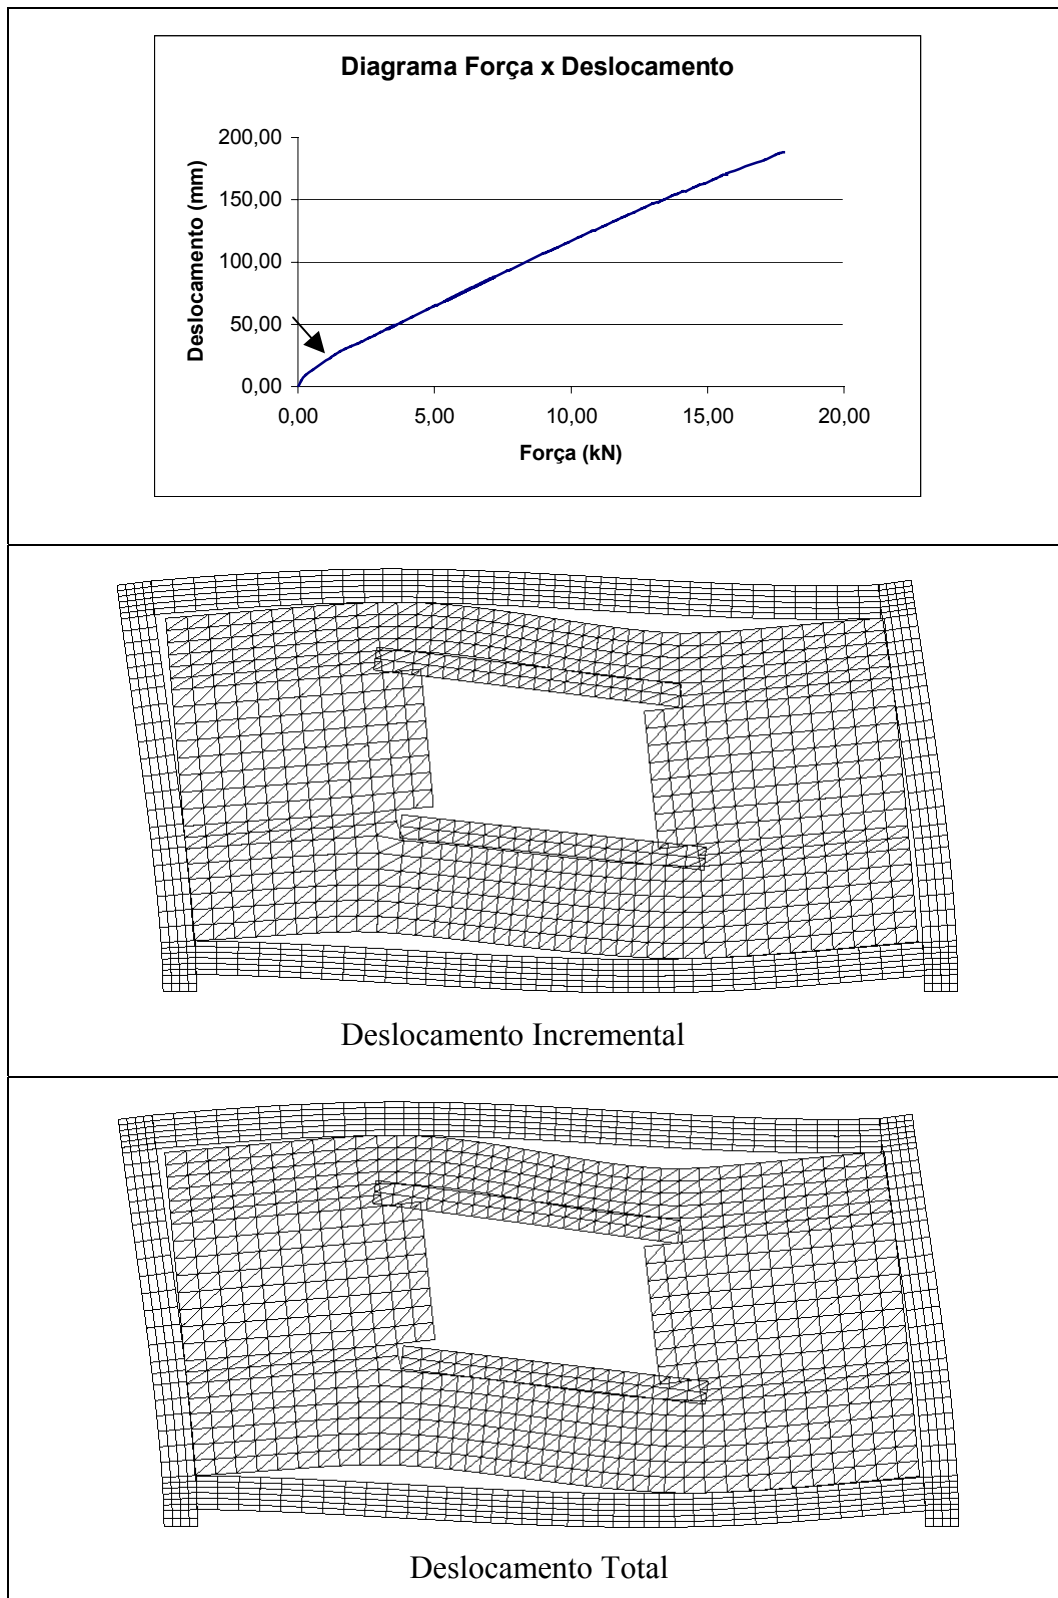 Diagrama Força x Deslocamento
200,00
150,00
100,00
50,00
0,00
Deslocamento (mm)
0,00 5,00 10,00 15,00 20,00
Força (kN)
Deslocamento Incremental
Deslocamento Total